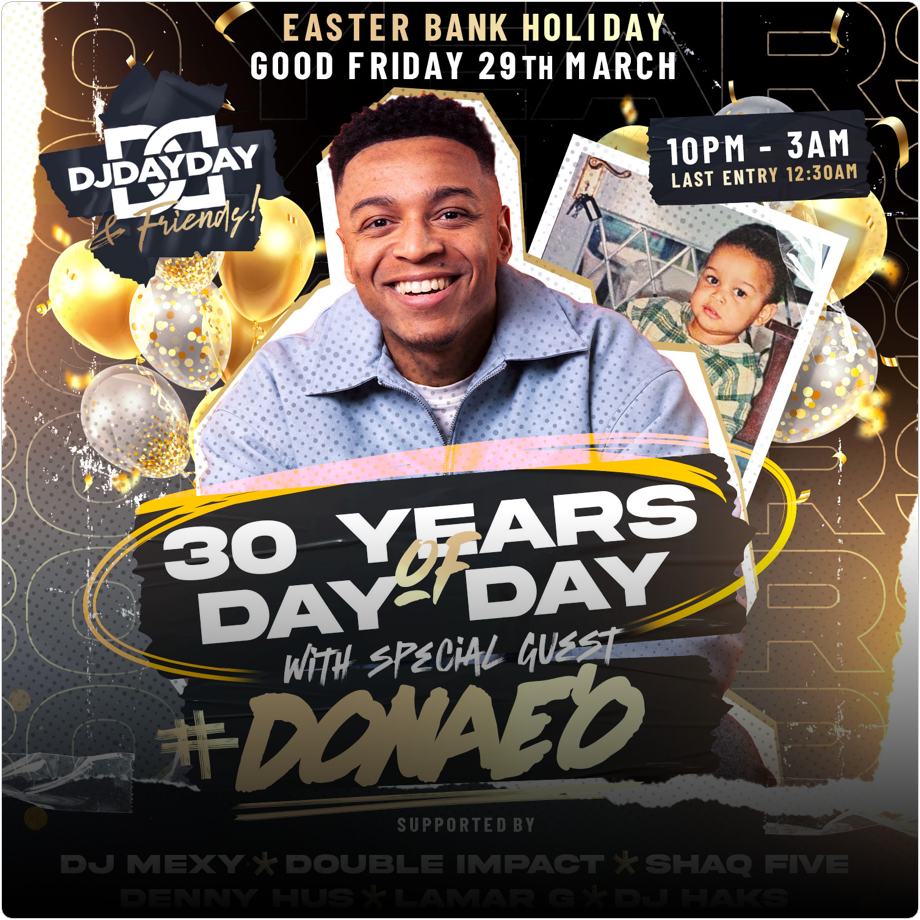 EASTER BANK HOLIDAY
GOOD FRIDAY 29TH MARCH
DJDAYDAY
& Friends!
10PM - 3AM
LAST ENTRY 12:30AM
30 YEARS
OF
DAY DAY
WITH SPECIAL GUEST
#DONAE'O
SUPPORTED BY
DJ MEXY * DOUBLE IMPACT * SHAQ FIVE
DENNY HUS * LAMAR G * DJ HAKS